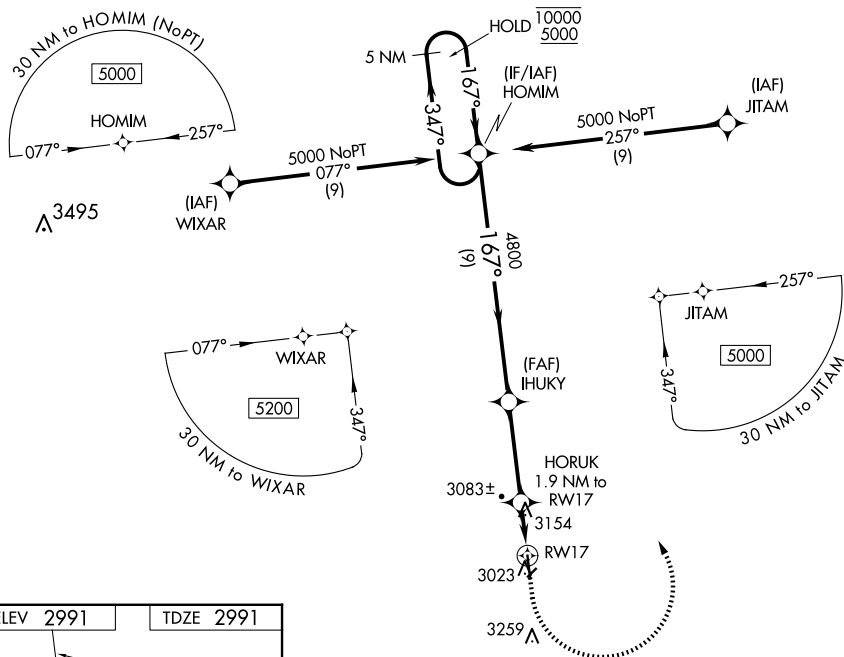 30 NM to HOMIM (NoPT)
5000
HOMIM
077°
257°
3495
HOLD 10000
5000
5 NM
167°
347°
(IF/IAF)
HOMIM
(IAF)
JITAM
5000 NoPT
077°
(9)
5000 NoPT
257°
(9)
(IAF)
WIXAR
4800
167°
(9)
077°
WIXAR
5200
347°
30 NM to WIXAR
257°
JITAM
5000
347°
30 NM to JITAM
(FAF)
IHUKY
HORUK
1.9 NM to
RW17
3083±
3154
RW17
3023
3259
ELEV 2991
TDZE 2991